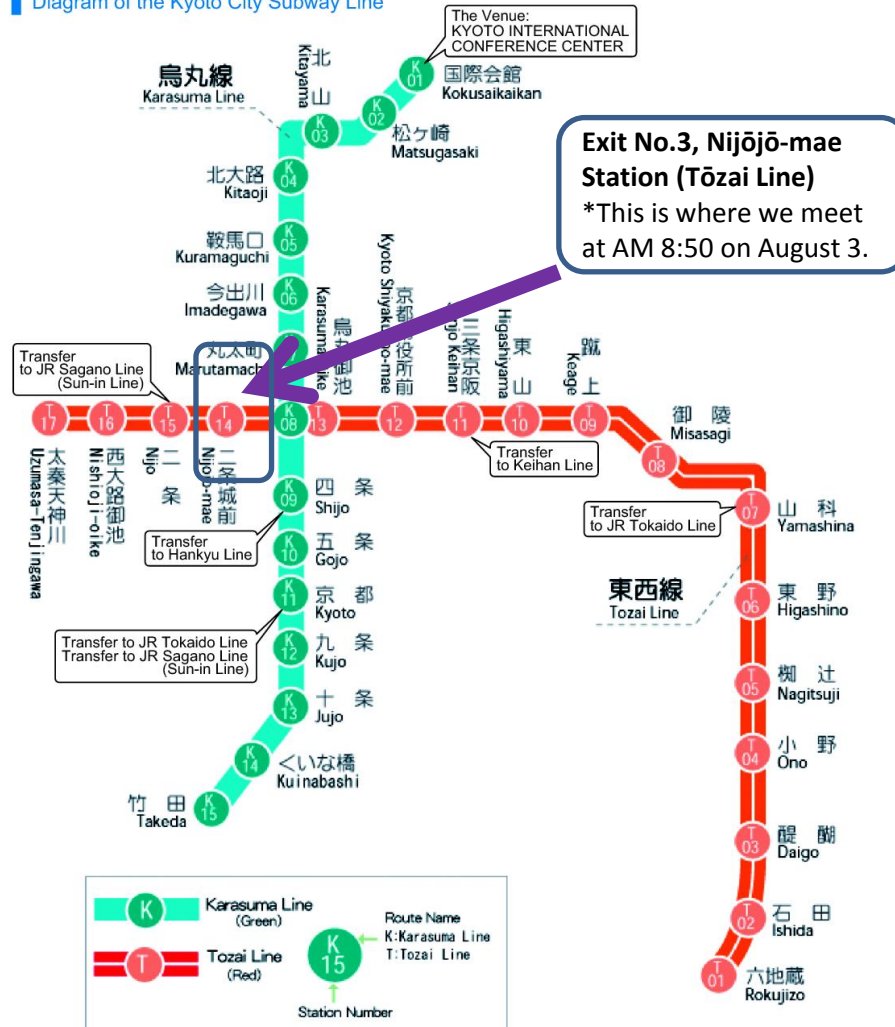 Diagram of the Kyoto City Subway Line
The Venue:
KYOTO INTERNATIONAL
CONFERENCE CENTER
烏丸線
Karasuma Line
北山
Kitayama
K
01
国際会館
Kokusaikaikan
K
02
松ヶ崎
Matsugasaki
K
03
Exit No.3, Nijōjō-mae
Station (Tōzai Line)
*This is where we meet
at AM 8:50 on August 3.
北大路
Kitaoji
K
04
鞍馬口
Kuramaguchi
K
05
今出川
Imadegawa
K
06
丸太町
Marutamach
烏丸御池
Karasuma
ike
京都
役所前
Kyoto Shiyaku
o-mae
三条京阪
jo Keihan
東山
Higashiyama
蹴上
Keage
御陵
Misasagi
Transfer
to JR Sagano Line
(Sun-in Line)
T
17
T
16
T
15
T
14
K
08
T
13
T
12
T
11
T
10
T
09
T
08
太秦天神川
Uzumasa-Tenjingawa
西大路御池
Nishioji-oike
二条
Nijo
二条城前
Nijojo-mae
Transfer
to Keihan Line
K
09
四条
Shijo
Transfer
to Hankyu Line
K
10
五条
Gojo
K
11
京都
Kyoto
Transfer to JR Tokaido Line
Transfer to JR Sagano Line
(Sun-in Line)
K
12
九条
Kujo
K
13
十条
Jujo
K
14
くいな橋
Kuinabashi
K
15
竹田
Takeda
Transfer
to JR Tokaido Line
T
07
山科
Yamashina
東西線
Tozai Line
T
06
東野
Higashino
T
05
椥辻
Nagitsuji
T
04
小野
Ono
T
03
醍醐
Daigo
T
02
石田
Ishida
T
01
六地蔵
Rokujizo
K
Karasuma Line
(Green)
T
Tozai Line
(Red)
K
15
Route Name
K:Karasuma Line
T:Tozai Line
Station Number